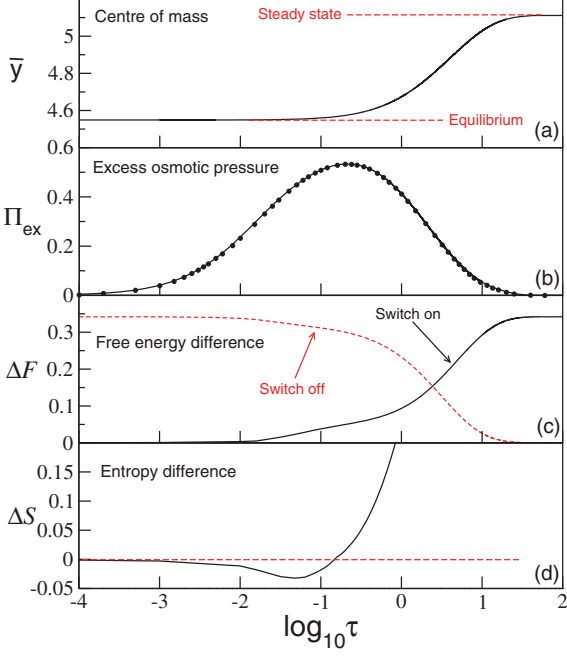 Centre of mass
Steady state
5
ȳ
4.8
4.6
Equilibrium
(a)
0.6
Excess osmotic pressure
0.4
Πex
0.2
(b)
0
Switch on
0.3
Free energy difference
0.2
ΔF
Switch off
0.1
(c)
0
Entropy difference
0.15
0.1
ΔS
0.05
0
(d)
-0.05
-4 -3 -2 -1 0 1 2
log10 τ